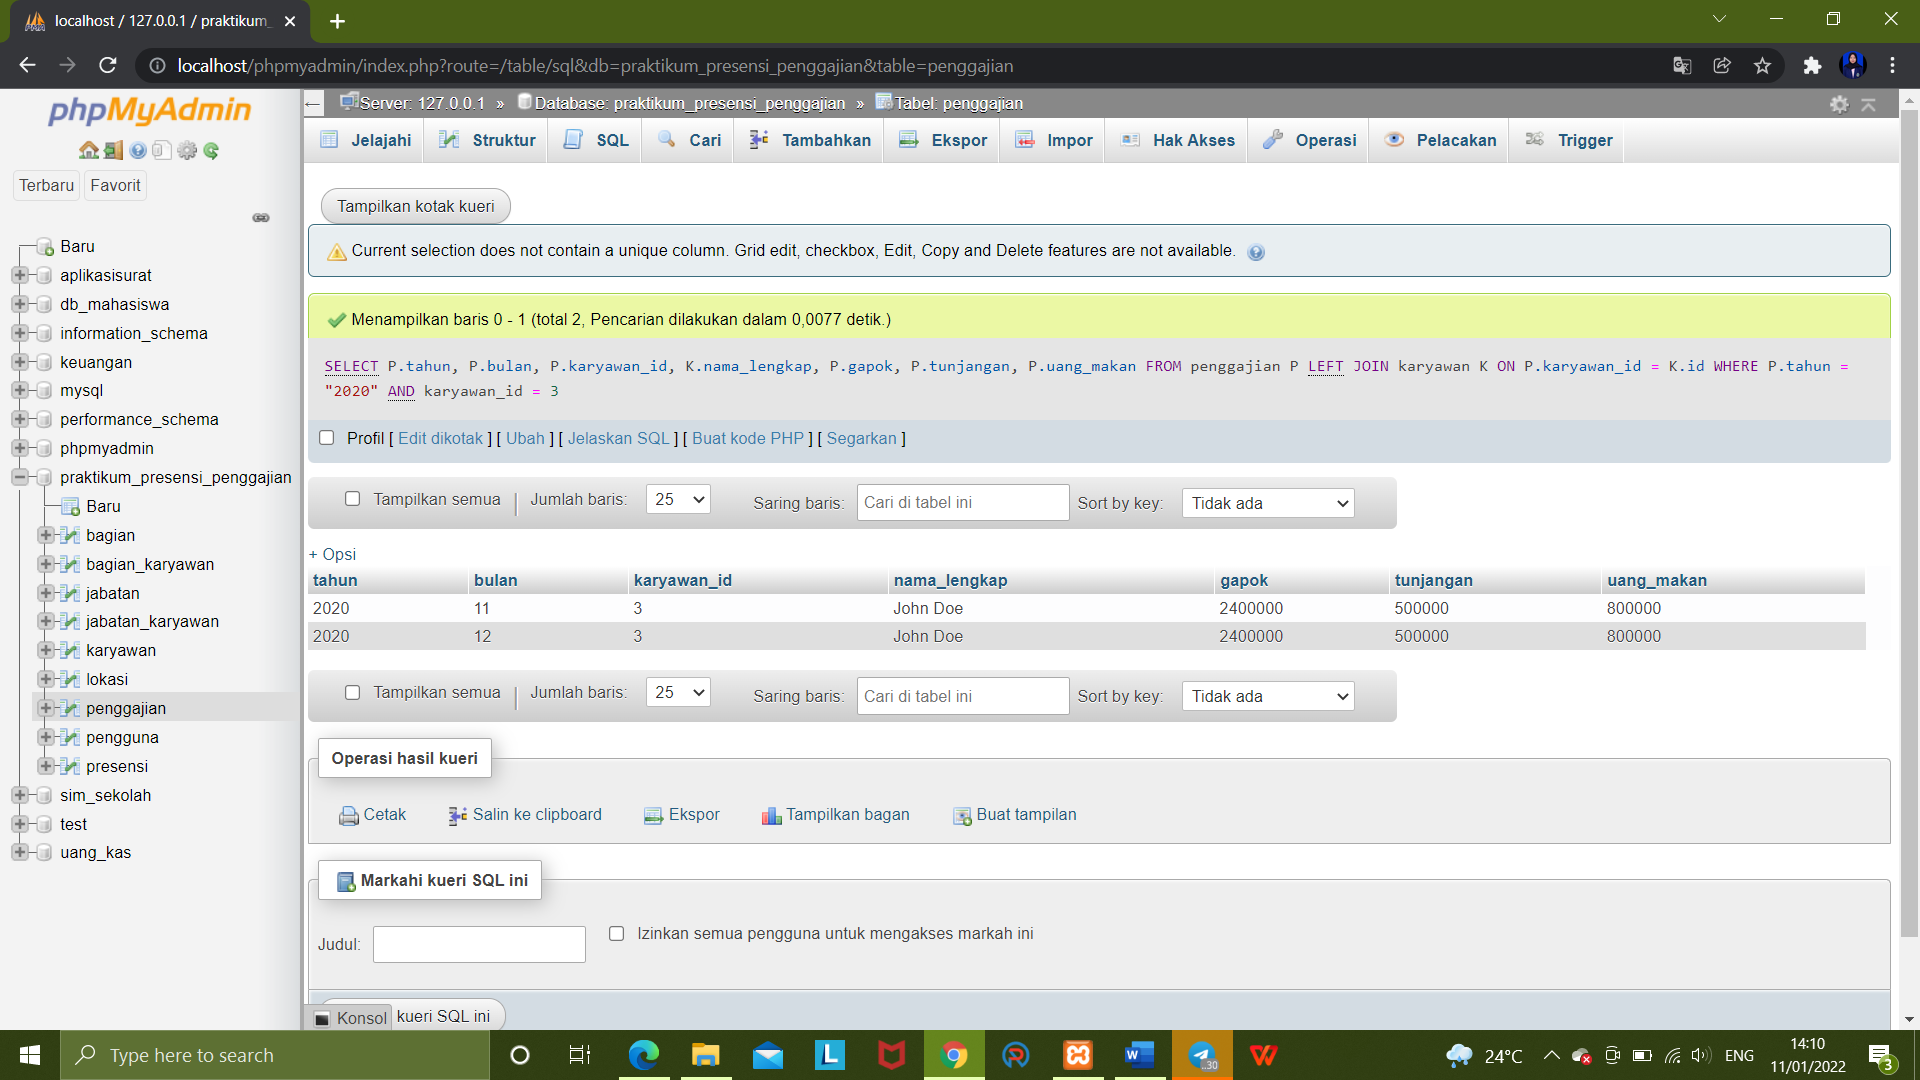 localhost / 127.0.0.1 / praktikum_
localhost/phpmyadmin/index.php?route=/table/sql&db=praktikum_presensi_penggajian&table=penggajian
phpMyAdmin
Terbaru
Favorit
Baru
aplikasisurat
db_mahasiswa
information_schema
keuangan
mysql
performance_schema
phpmyadmin
praktikum_presensi_penggajian
Baru
bagian
bagian_karyawan
jabatan
jabatan_karyawan
karyawan
lokasi
penggajian
pengguna
presensi
sim_sekolah
test
uang_kas
Server: 127.0.0.1 » Database: praktikum_presensi_penggajian » Tabel: penggajian
Jelajahi Struktur SQL Cari Tambahkan Ekspor Impor Hak Akses Operasi Pelacakan Trigger
Tampilkan kotak kueri
Current selection does not contain a unique column. Grid edit, checkbox, Edit, Copy and Delete features are not available.
Menampilkan baris 0 - 1 (total 2, Pencarian dilakukan dalam 0,0077 detik.)
SELECT P.tahun, P.bulan, P.karyawan_id, K.nama_lengkap, P.gapok, P.tunjangan, P.uang_makan FROM penggajian P LEFT JOIN karyawan K ON P.karyawan_id = K.id WHERE P.tahun =
"2020" AND karyawan_id = 3
Profil [ Edit dikotak ] [ Ubah ] [ Jelaskan SQL ] [ Buat kode PHP ] [ Segarkan ]
Tampilkan semua | Jumlah baris: 25 Saring baris: Cari di tabel ini Sort by key: Tidak ada
+ Opsi
tahun bulan karyawan_id nama_lengkap gapok tunjangan uang_makan
2020 11 3 John Doe 2400000 500000 800000
2020 12 3 John Doe 2400000 500000 800000
Tampilkan semua | Jumlah baris: 25 Saring baris: Cari di tabel ini Sort by key: Tidak ada
Operasi hasil kueri
Cetak Salin ke clipboard Ekspor Tampilkan bagan Buat tampilan
Markahi kueri SQL ini
Judul: Izinkan semua pengguna untuk mengakses markah ini
Konsol kueri SQL ini
Type here to search
L
W
..30
24°C
ENG
14:10
11/01/2022
3